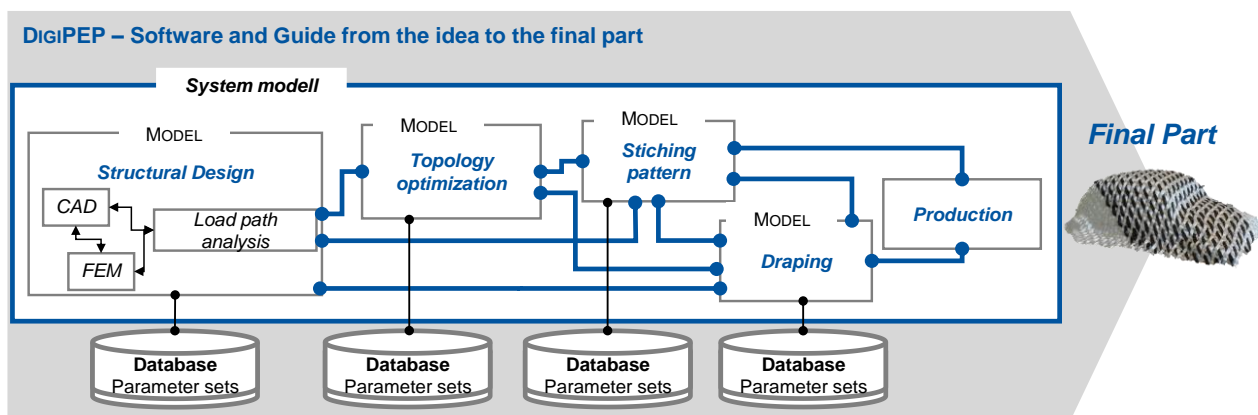 DIGIPEP – Software and Guide from the idea to the final part
System modell
MODEL
Structural Design
CAD
FEM
Load path
analysis
MODEL
Topology
optimization
MODEL
Stiching
pattern
MODEL
Draping
Production
Final Part
Database
Parameter sets
Database
Parameter sets
Database
Parameter sets
Database
Parameter sets